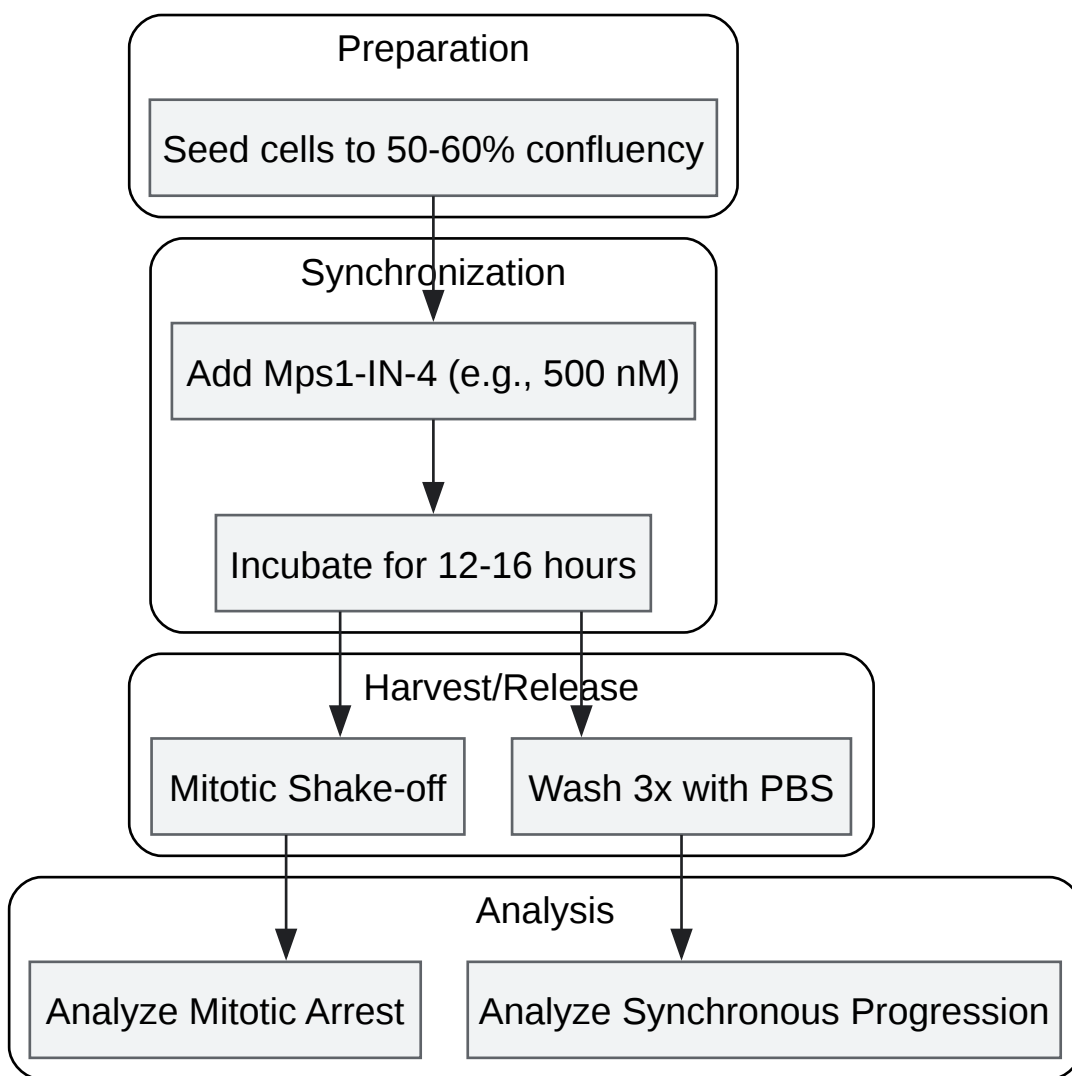 Preparation
Seed cells to 50-60% confluency
Synchronization
Add Mps1-IN-4 (e.g., 500 nM)
Incubate for 12-16 hours
Harvest/Release
Mitotic Shake-off
Wash 3x with PBS
Analysis
Analyze Mitotic Arrest
Analyze Synchronous Progression